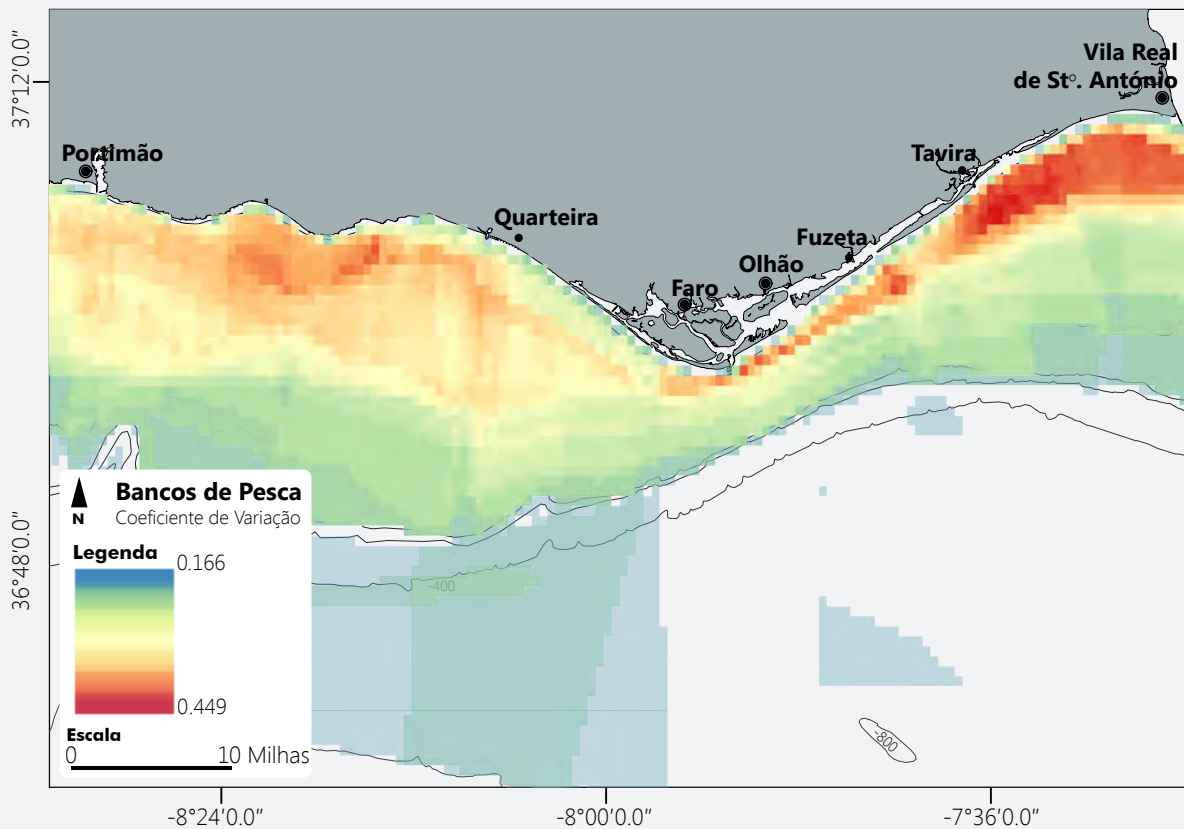 37°12'0.0"
36°48'0.0"
Vila Real
de Stº. António
Portimão
Tavira
Quarteira
Fuzeta
Olhão
Faro
N
Bancos de Pesca
Coeficiente de Variação
Legenda
0.166
0.449
Escala
0 10 Milhas
-400
-800
-8°24'0.0"
-8°00'0.0"
-7°36'0.0"